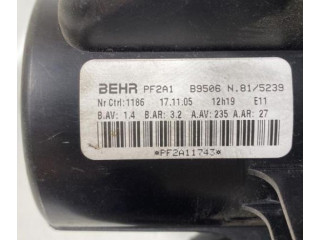 BEHR PF2A1 B9506 N.81/5239
Nr Ctrl:1186 17.11.05 12h19 E11
B.AV: 1.4 B.AR: 3.2 A.AV: 235 A.AR: 27
*PF2A11743*